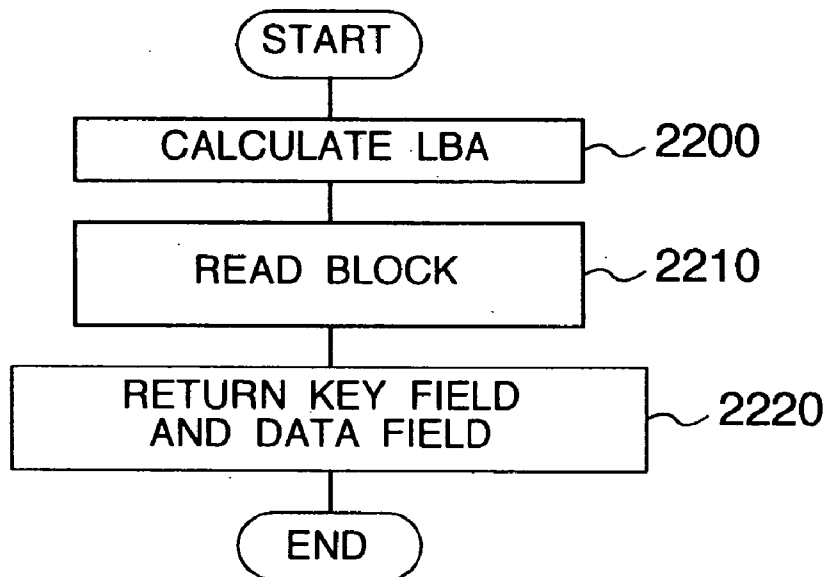 START
CALCULATE LBA 2200
READ BLOCK 2210
RETURN KEY FIELD
AND DATA FIELD 2220
END